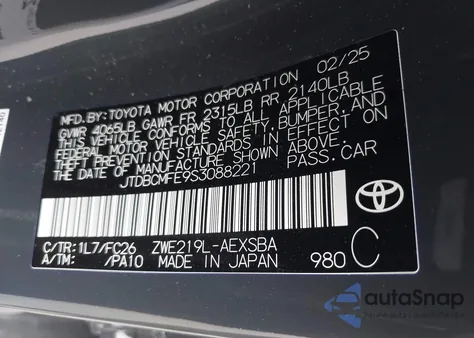 MFD.BY: TOYOTA MOTOR CORPORATION 02/25
GVWR 4065LB GAWR FR 2315LB RR 2140LB
THIS VEHICLE CONFORMS TO ALL APPLICABLE
FEDERAL MOTOR VEHICLE SAFETY, BUMPER, AND
THEFT PREVENTION STANDARDS IN EFFECT ON
THE DATE OF MANUFACTURE SHOWN ABOVE.
JTDBCMFE9S3088221 PASS.CAR
C/TR: 1L7/FC26 ZWE219L-AEXSBA
A/TM: /PA10 MADE IN JAPAN 980 C
autoSnap